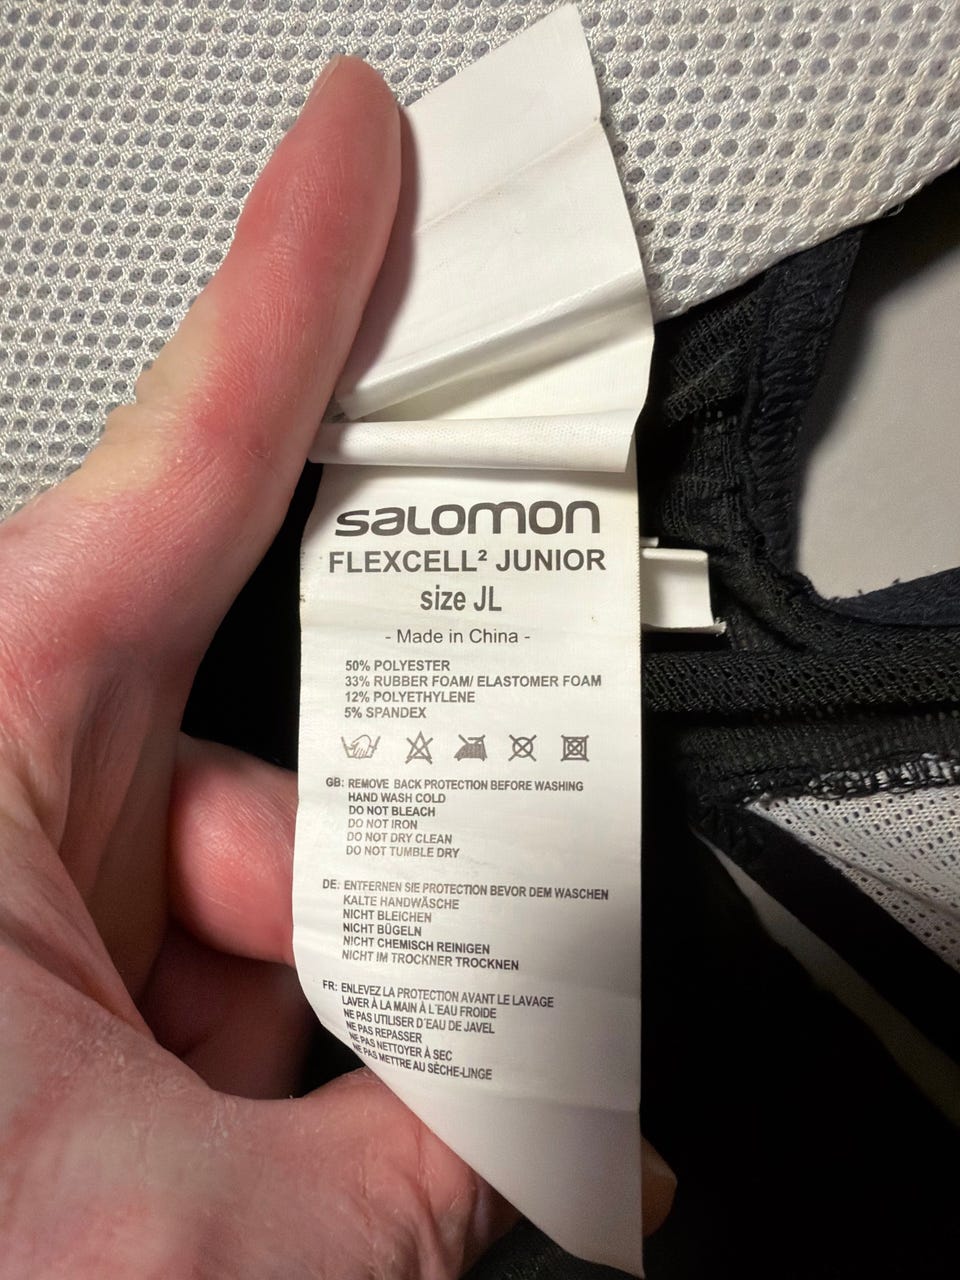 salomon
FLEXCELL² JUNIOR
size JL
- Made in China -
50% POLYESTER
33% RUBBER FOAM/ ELASTOMER FOAM
12% POLYETHYLENE
5% SPANDEX
GB: REMOVE BACK PROTECTION BEFORE WASHING
HAND WASH COLD
DO NOT BLEACH
DO NOT IRON
DO NOT DRY CLEAN
DO NOT TUMBLE DRY
DE: ENTFERNEN SIE PROTECTION BEVOR DEM WASCHEN
KALTE HANDWÄSCHE
NICHT BLEICHEN
NICHT BÜGELN
NICHT CHEMISCH REINIGEN
NICHT IM TROCKNER TROCKNEN
FR: ENLEVEZ LA PROTECTION AVANT LE LAVAGE
LAVER À LA MAIN À L´EAU FROIDE
NE PAS UTILISER D´EAU DE JAVEL
NE PAS REPASSER
NE PAS NETTOYER À SEC
NE PAS METTRE AU SÈCHE-LINGE